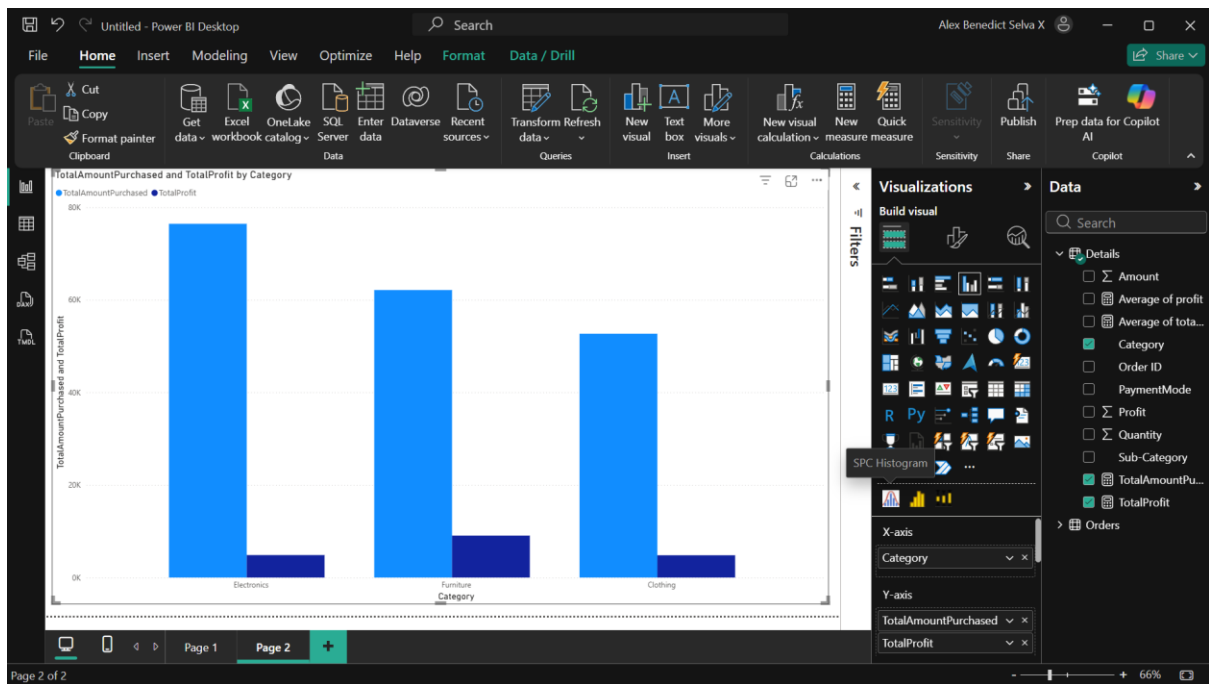 Untitled - Power BI Desktop
Search
Alex Benedict Selva X
File Home Insert Modeling View Optimize Help Format Data / Drill
Share
Paste
Cut
Copy
Format painter
Clipboard
Get data
Excel workbook
OneLake catalog
SQL Server
Enter data
Dataverse
Recent sources
Data
Transform data
Refresh
Queries
New visual
Text box
More visuals
Insert
New visual calculation
New measure
Quick measure
Calculations
Sensitivity
Sensitivity
Publish
Share
Prep data for AI
Copilot
Copilot
TotalAmountPurchased and TotalProfit by Category
TotalAmountPurchased TotalProfit
80K
60K
40K
20K
0K
TotalAmountPurchased and TotalProfit
Electronics Furniture Clothing
Category
Filters
Visualizations
Build visual
123
R Py
SPC Histogram
X-axis
Category
Y-axis
TotalAmountPurchased
TotalProfit
Data
Search
Details
Amount
Average of profit
Average of tota...
Category
Order ID
PaymentMode
Profit
Quantity
Sub-Category
TotalAmountPu...
TotalProfit
Orders
DAX
TMDL
Page 1
Page 2
Page 2 of 2
66%